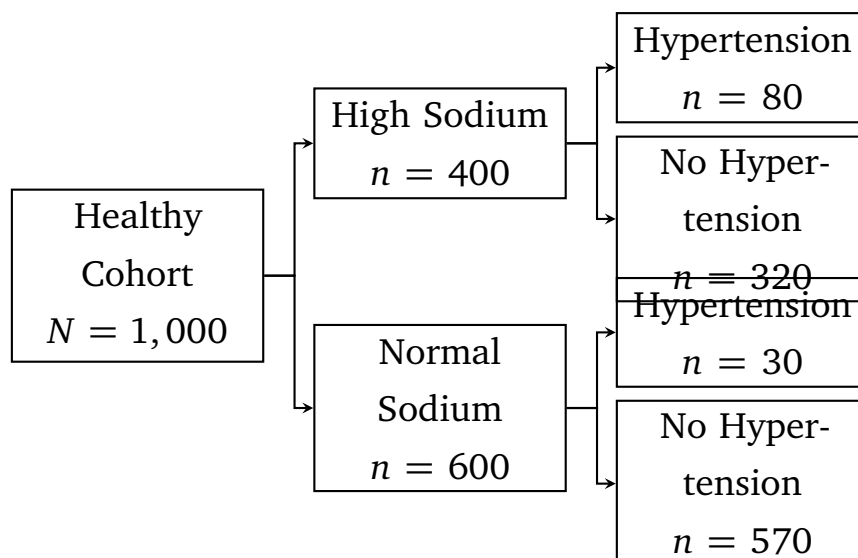 Healthy
Cohort
N = 1,000
High Sodium
n = 400
Normal
Sodium
n = 600
Hypertension
n = 80
No Hyper-
tension
n = 320
Hypertension
n = 30
No Hyper-
tension
n = 570